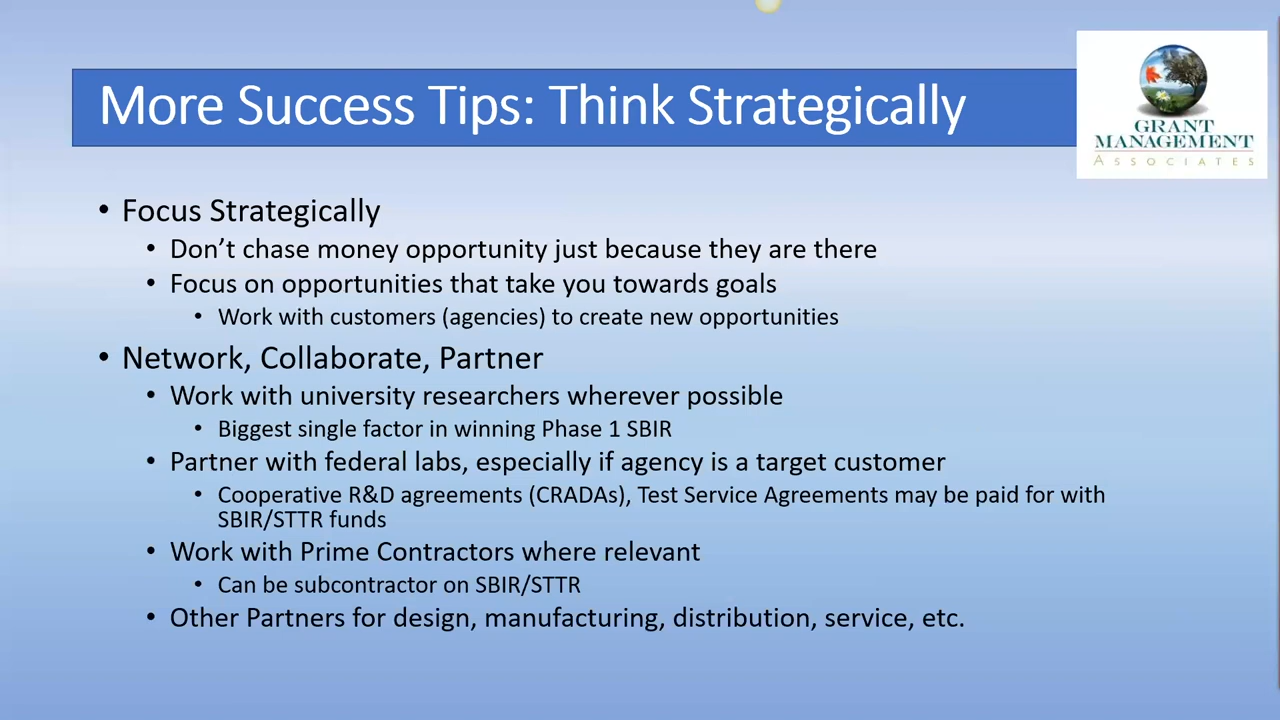 More Success Tips: Think Strategically
GRANT
MANAGEMENT
ASSOCIATES
• Focus Strategically
• Don’t chase money opportunity just because they are there
• Focus on opportunities that take you towards goals
• Work with customers (agencies) to create new opportunities
• Network, Collaborate, Partner
• Work with university researchers wherever possible
• Biggest single factor in winning Phase 1 SBIR
• Partner with federal labs, especially if agency is a target customer
• Cooperative R&D agreements (CRADAs), Test Service Agreements may be paid for with
SBIR/STTR funds
• Work with Prime Contractors where relevant
• Can be subcontractor on SBIR/STTR
• Other Partners for design, manufacturing, distribution, service, etc.